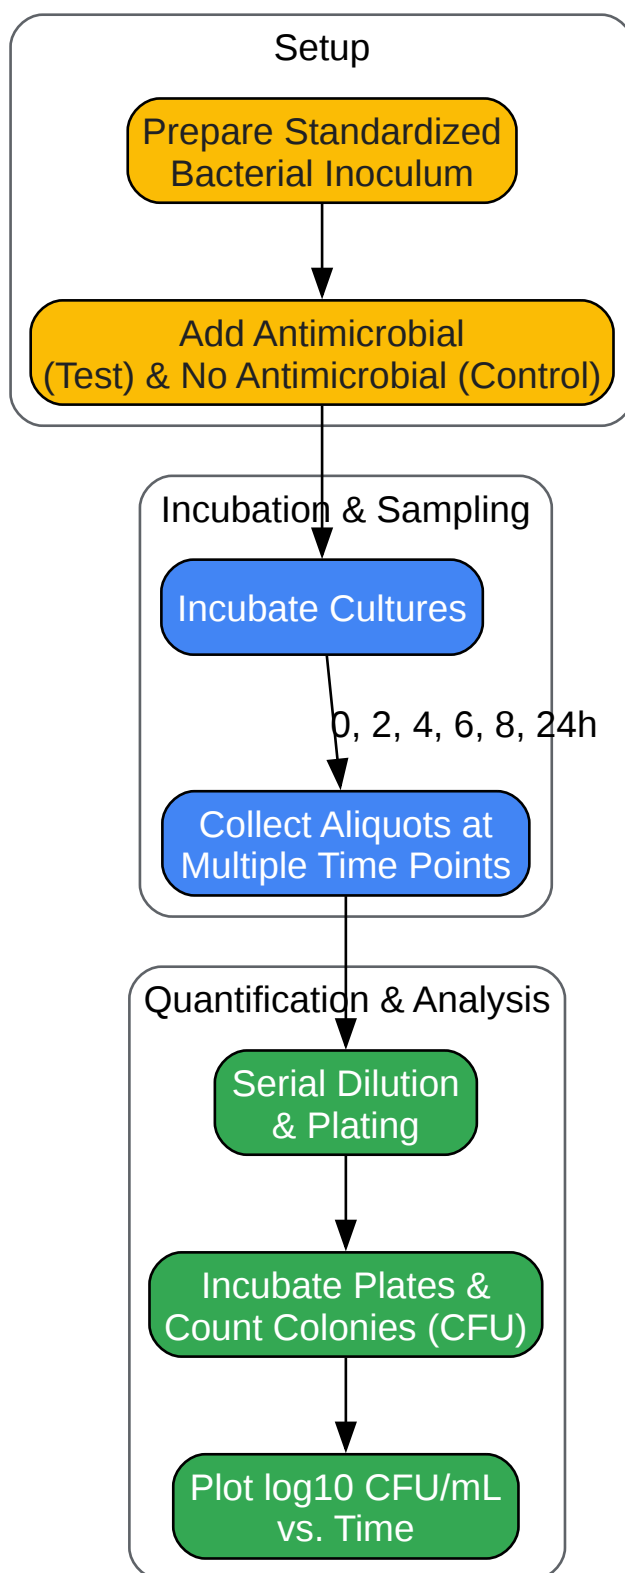 Setup
Prepare Standardized
Bacterial Inoculum
Add Antimicrobial
(Test) & No Antimicrobial (Control)
Incubation & Sampling
Incubate Cultures
0, 2, 4, 6, 8, 24h
Collect Aliquots at
Multiple Time Points
Quantification & Analysis
Serial Dilution
& Plating
Incubate Plates &
Count Colonies (CFU)
Plot log10 CFU/mL
vs. Time